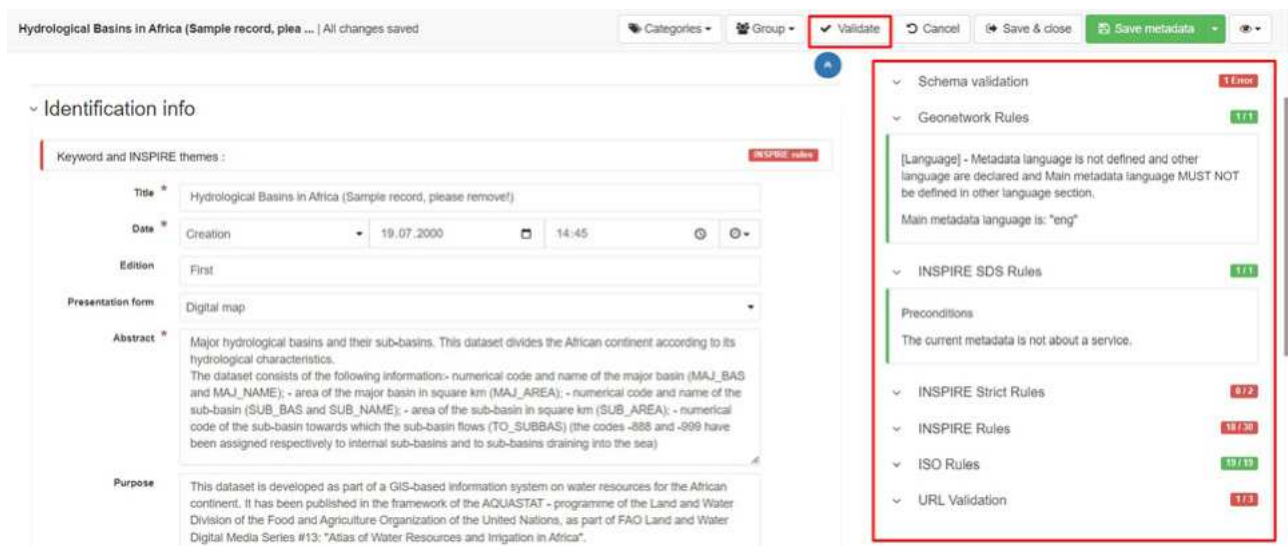 Hydrological Basins in Africa (Sample record, plea ... | All changes saved
Categories
Group
Validate
Cancel
Save & close
Save metadata
Identification info
Keyword and INSPIRE themes :
INSPIRE rules
Title *
Hydrological Basins in Africa (Sample record, please remove!)
Date *
Creation
19.07.2000
14:45
Edition
First
Presentation form
Digital map
Abstract *
Major hydrological basins and their sub-basins. This dataset divides the African continent according to its
hydrological characteristics.
The dataset consists of the following information:- numerical code and name of the major basin (MAJ_BAS
and MAJ_NAME); - area of the major basin in square km (MAJ_AREA); - numerical code and name of the
sub-basin (SUB_BAS and SUB_NAME); - area of the sub-basin in square km (SUB_AREA); - numerical
code of the sub-basin towards which the sub-basin flows (TO_SUBBAS) (the codes -888 and -999 have
been assigned respectively to internal sub-basins and to sub-basins draining into the sea)
Purpose
This dataset is developed as part of a GIS-based information system on water resources for the African
continent. It has been published in the framework of the AQUASTAT - programme of the Land and Water
Division of the Food and Agriculture Organization of the United Nations, as part of FAO Land and Water
Digital Media Series #13: "Atlas of Water Resources and Irrigation in Africa".
Schema validation
1 Error
Geonetwork Rules
1 / 1
[Language] - Metadata language is not defined and other
language are declared and Main metadata language MUST NOT
be defined in other language section.
Main metadata language is: "eng"
INSPIRE SDS Rules
1 / 1
Preconditions
The current metadata is not about a service.
INSPIRE Strict Rules
0 / 2
INSPIRE Rules
18 / 30
ISO Rules
19 / 19
URL Validation
1 / 3